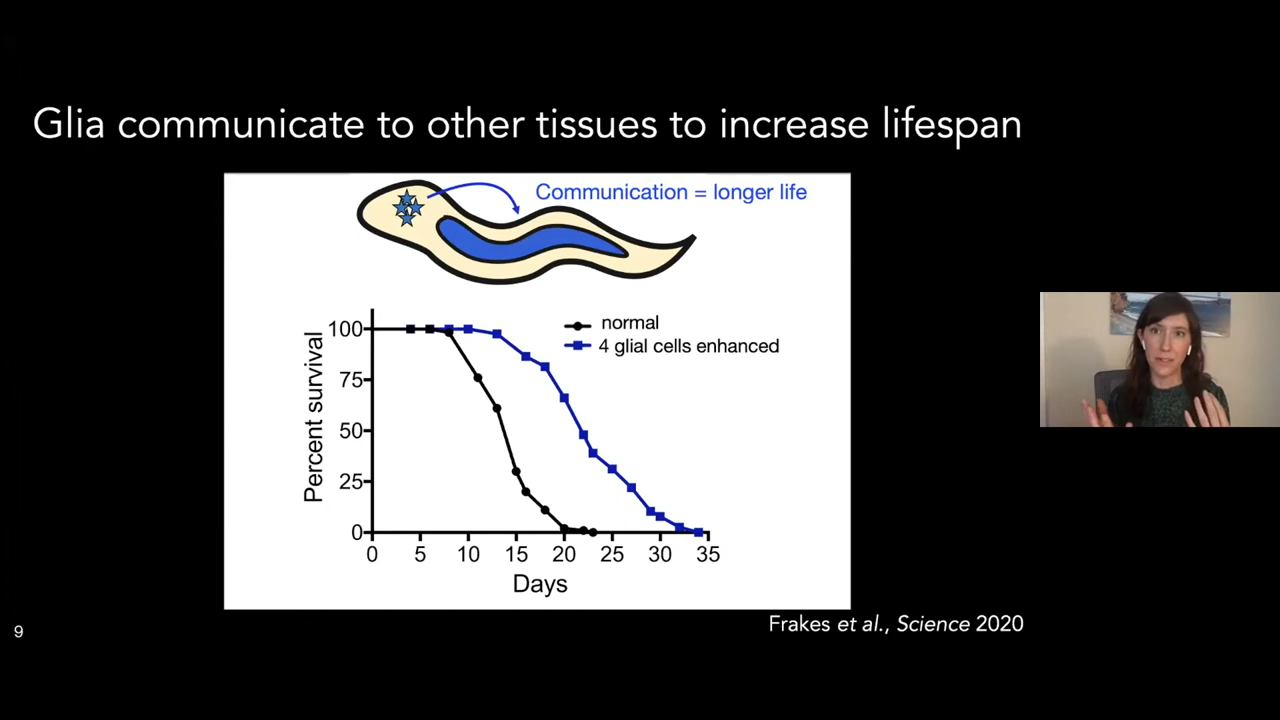 Glia communicate to other tissues to increase lifespan
Communication = longer life
normal
4 glial cells enhanced
Percent survival
100
75
50
25
0
0 5 10 15 20 25 30 35
Days
Frakes et al., Science 2020
9